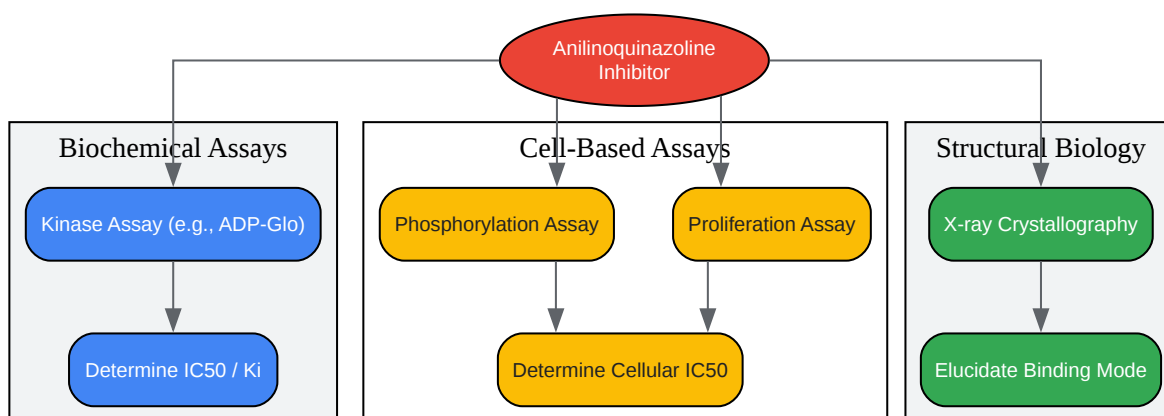 Anilinoquinazoline
Inhibitor
Biochemical Assays
Cell-Based Assays
Structural Biology
Kinase Assay (e.g., ADP-Glo)
Phosphorylation Assay
Proliferation Assay
X-ray Crystallography
Determine IC50 / Ki
Determine Cellular IC50
Elucidate Binding Mode